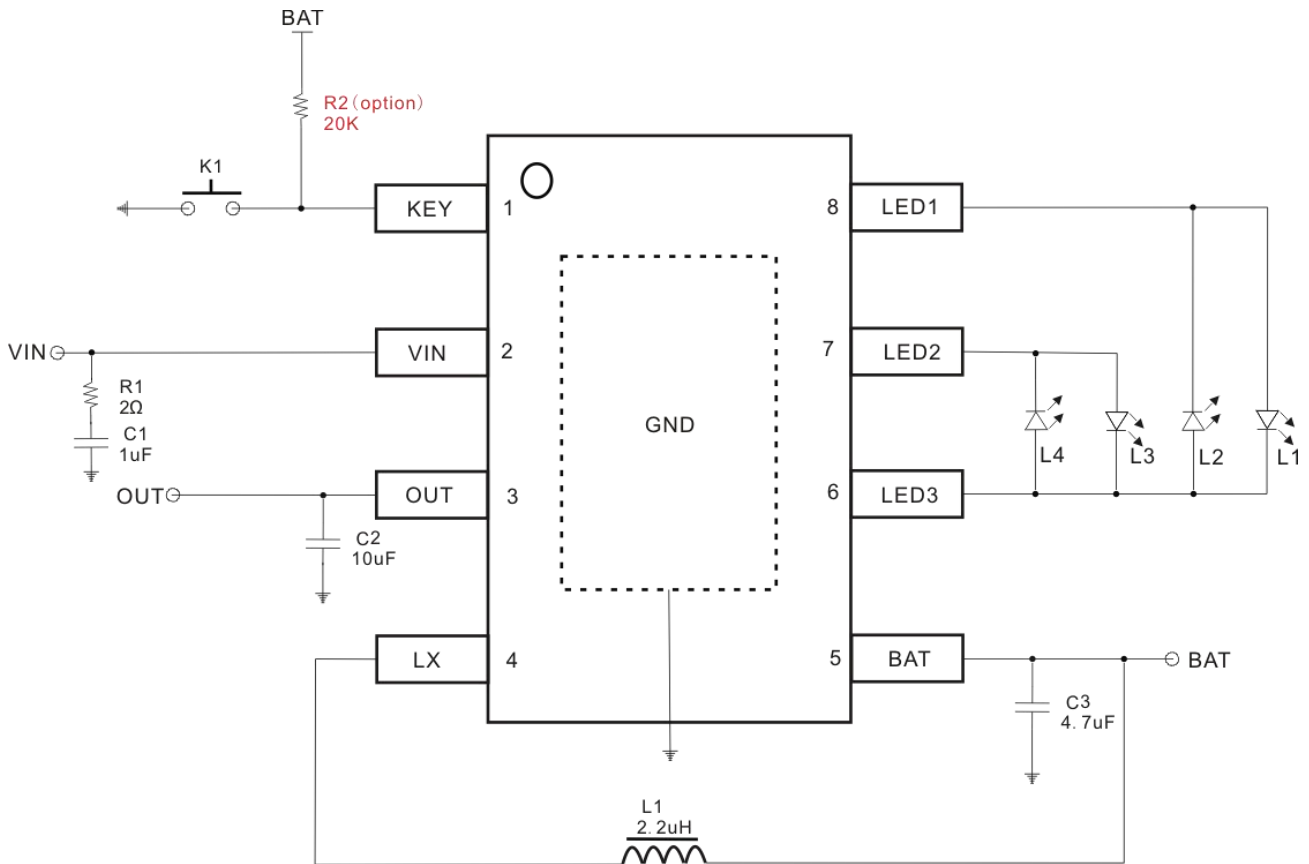 BAT
R2(option)
20K
K1
KEY
1
8
LED1
VIN
VIN
2
7
LED2
R1
2Ω
C1
1uF
GND
L4
L3
L2
L1
OUT
OUT
3
6
LED3
C2
10uF
LX
4
5
BAT
BAT
C3
4.7uF
L1
2.2uH